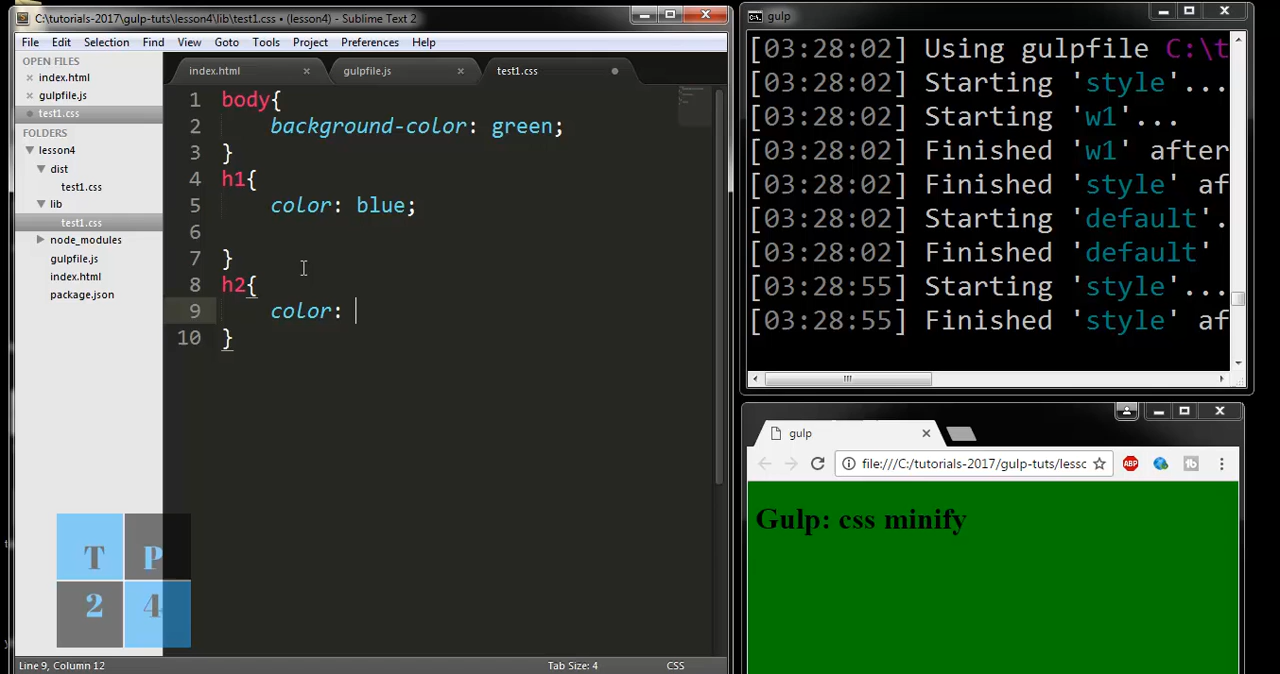 C:\tutorials-2017\gulp-tuts\lesson4\lib\test1.css • (lesson4) - Sublime Text 2
File Edit Selection Find View Goto Tools Project Preferences Help
OPEN FILES
index.html
gulpfile.js
test1.css
FOLDERS
lesson4
dist
test1.css
lib
test1.css
node_modules
gulpfile.js
index.html
package.json
index.html gulpfile.js test1.css
1 body{
2 background-color: green;
3 }
4 h1{
5 color: blue;
6
7 }
8 h2{
9 color:
10 }
T P
2 4
Line 9, Column 12 Tab Size: 4 CSS
gulp
[03:28:02] Using gulpfile C:\t
[03:28:02] Starting 'style'...
[03:28:02] Starting 'w1'...
[03:28:02] Finished 'w1' after
[03:28:02] Finished 'style' af
[03:28:02] Starting 'default'.
[03:28:02] Finished 'default'
[03:28:55] Starting 'style'...
[03:28:55] Finished 'style' af
gulp
file:///C:/tutorials-2017/gulp-tuts/lessc
ABP
Gulp: css minify